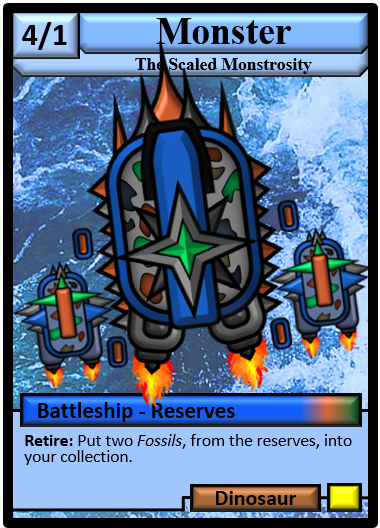 4/1
Monster
The Scaled Monstrosity
Battleship - Reserves
Retire: Put two Fossils, from the reserves, into
your collection.
Dinosaur